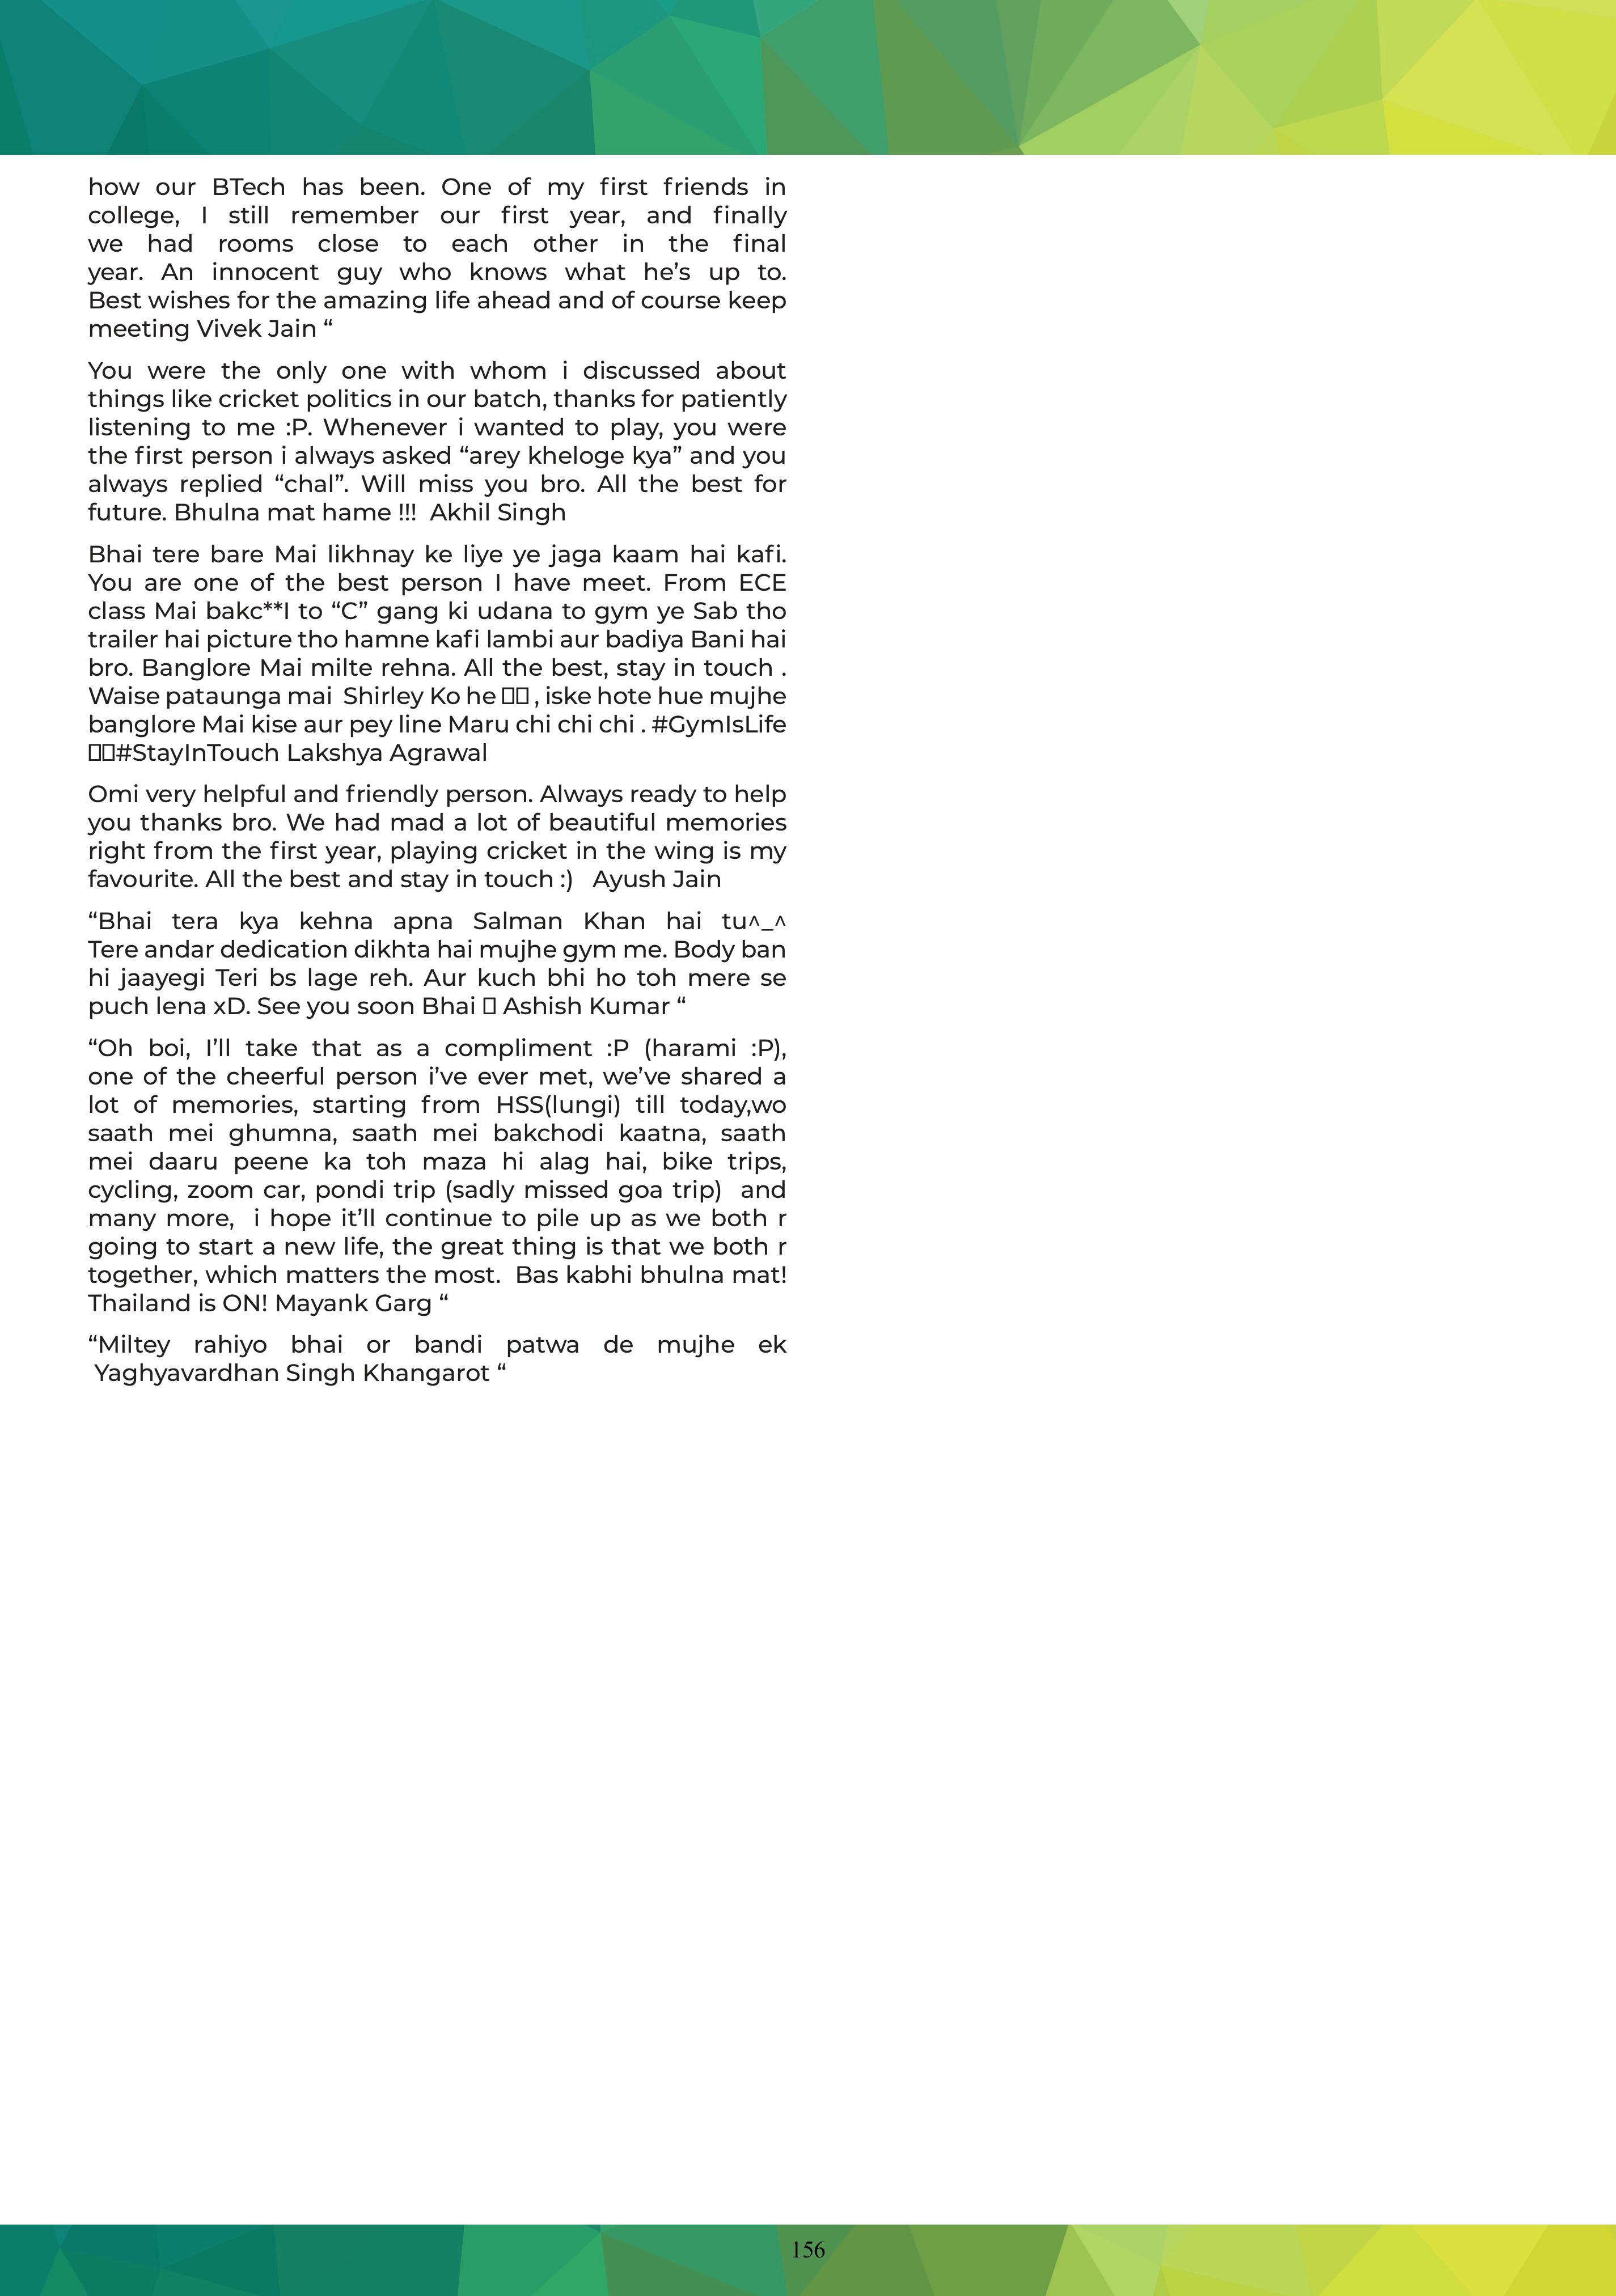 how our BTech has been. One of my first friends in
college, I still remember our first year, and finally
we had rooms close to each other in the final
year. An innocent guy who knows what he’s up to.
Best wishes for the amazing life ahead and of course keep
meeting Vivek Jain “
You were the only one with whom i discussed about
things like cricket politics in our batch, thanks for patiently
listening to me :P. Whenever i wanted to play, you were
the first person i always asked “arey kheloge kya” and you
always replied “chal”. Will miss you bro. All the best for
future. Bhulna mat hame !!! Akhil Singh
Bhai tere bare Mai likhnay ke liye ye jaga kaam hai kafi.
You are one of the best person I have meet. From ECE
class Mai bakc**I to “C” gang ki udana to gym ye Sab tho
trailer hai picture tho hamne kafi lambi aur badiya Bani hai
bro. Banglore Mai milte rehna. All the best, stay in touch .
Waise pataunga mai Shirley Ko he , iske hote hue mujhe
banglore Mai kise aur pey line Maru chi chi chi . #GymIsLife
#StayInTouch Lakshya Agrawal
Omi very helpful and friendly person. Always ready to help
you thanks bro. We had mad a lot of beautiful memories
right from the first year, playing cricket in the wing is my
favourite. All the best and stay in touch :) Ayush Jain
“Bhai tera kya kehna apna Salman Khan hai tu^_^
Tere andar dedication dikhta hai mujhe gym me. Body ban
hi jaayegi Teri bs lage reh. Aur kuch bhi ho toh mere se
puch lena xD. See you soon Bhai Ashish Kumar “
“Oh boi, I’ll take that as a compliment :P (harami :P),
one of the cheerful person i’ve ever met, we’ve shared a
lot of memories, starting from HSS(lungi) till today,wo
saath mei ghumna, saath mei bakchodi kaatna, saath
mei daaru peene ka toh maza hi alag hai, bike trips,
cycling, zoom car, pondi trip (sadly missed goa trip) and
many more, i hope it’ll continue to pile up as we both r
going to start a new life, the great thing is that we both r
together, which matters the most. Bas kabhi bhulna mat!
Thailand is ON! Mayank Garg “
“Miltey rahiyo bhai or bandi patwa de mujhe ek
Yaghyavardhan Singh Khangarot “
156